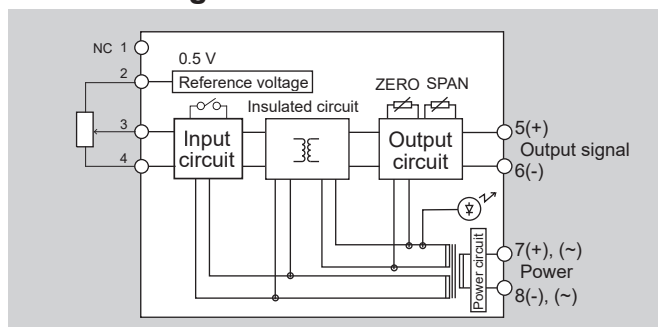 NC 1
0.5 V
2
Reference voltage
ZERO SPAN
Insulated circuit
3
Input
circuit
Output
circuit
5(+)
Output signal
4
6(-)
Power circuit
7(+), (~)
Power
8(-), (~)